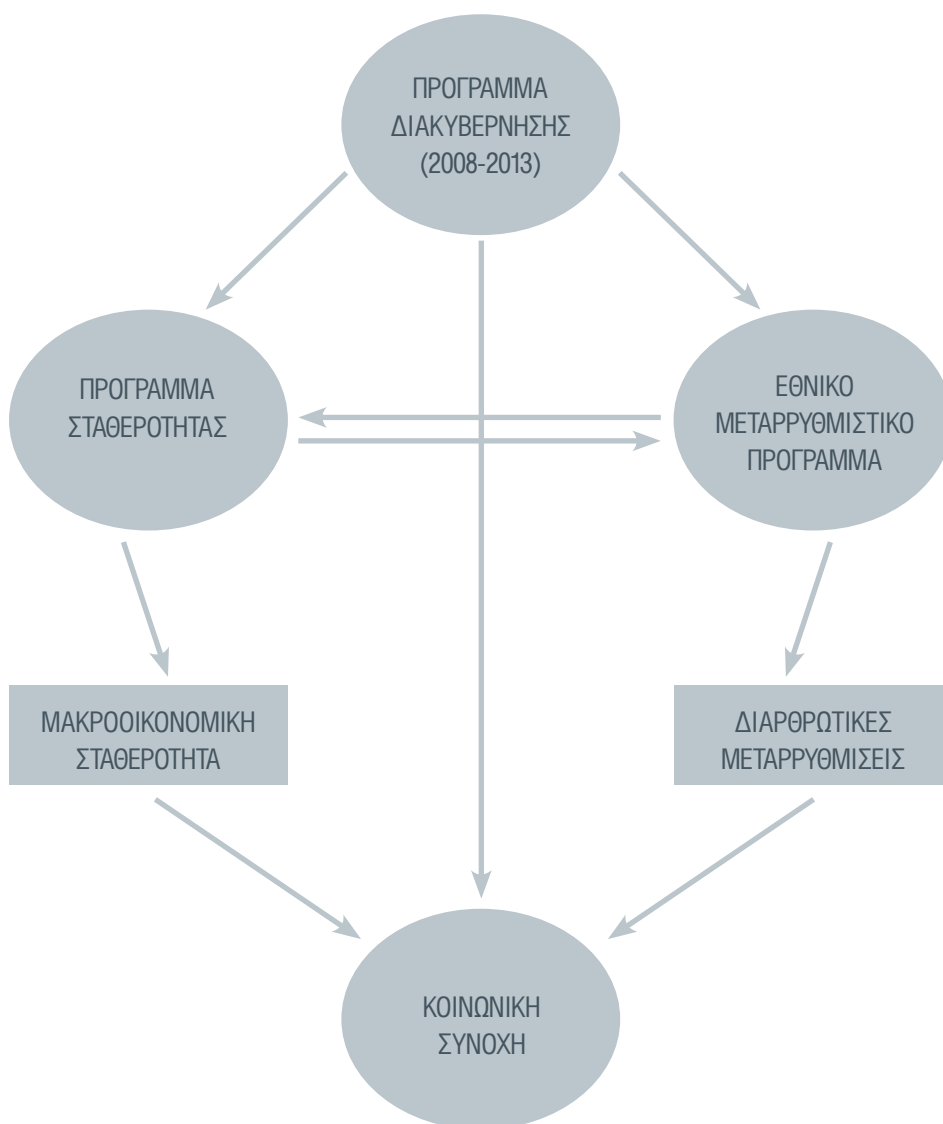 ΠΡΟΓΡΑΜΜΑ
ΔΙΑΚΥΒΕΡΝΗΣΗΣ
(2008-2013)
ΠΡΟΓΡΑΜΜΑ
ΣΤΑΘΕΡΟΤΗΤΑΣ
ΕΘΝΙΚΟ
ΜΕΤΑΡΡΥΘΜΙΣΤΙΚΟ
ΠΡΟΓΡΑΜΜΑ
ΜΑΚΡΟΟΙΚΟΝΟΜΙΚΗ
ΣΤΑΘΕΡΟΤΗΤΑ
ΔΙΑΡΘΡΩΤΙΚΕΣ
ΜΕΤΑΡΡΥΘΜΙΣΕΙΣ
ΚΟΙΝΩΝΙΚΗ
ΣΥΝΟΧΗ